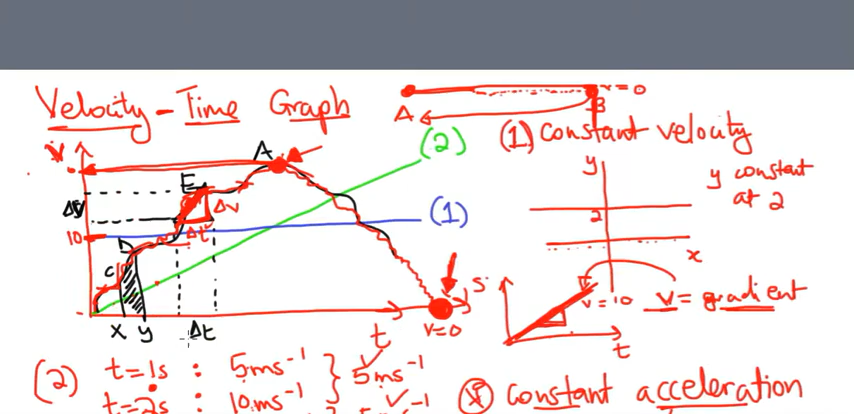 Velocity - Time Graph
A
B
v = 0
(1) constant velocity
y constant
at 2
y
2
x
v
A
(2)
E
Δv
Δt
(1)
10
D
C
x y
Δt
t
v=0
s
v = 10
v = gradient
t
(2) t=1s : 5ms⁻¹ } 5ms⁻¹
t=2s : 10ms⁻¹
constant acceleration